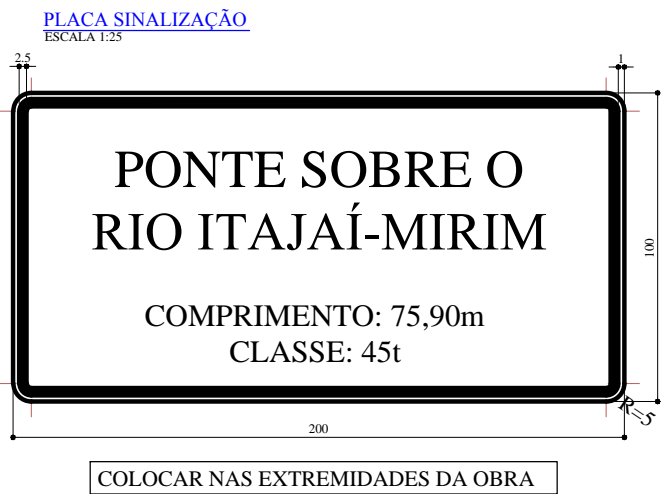 PLACA SINALIZAÇÃO
ESCALA 1:25
2.5
1
PONTE SOBRE O
RIO ITAJAÍ-MIRIM
100
COMPRIMENTO: 75,90m
CLASSE: 45t
R=5
200
COLOCAR NAS EXTREMIDADES DA OBRA